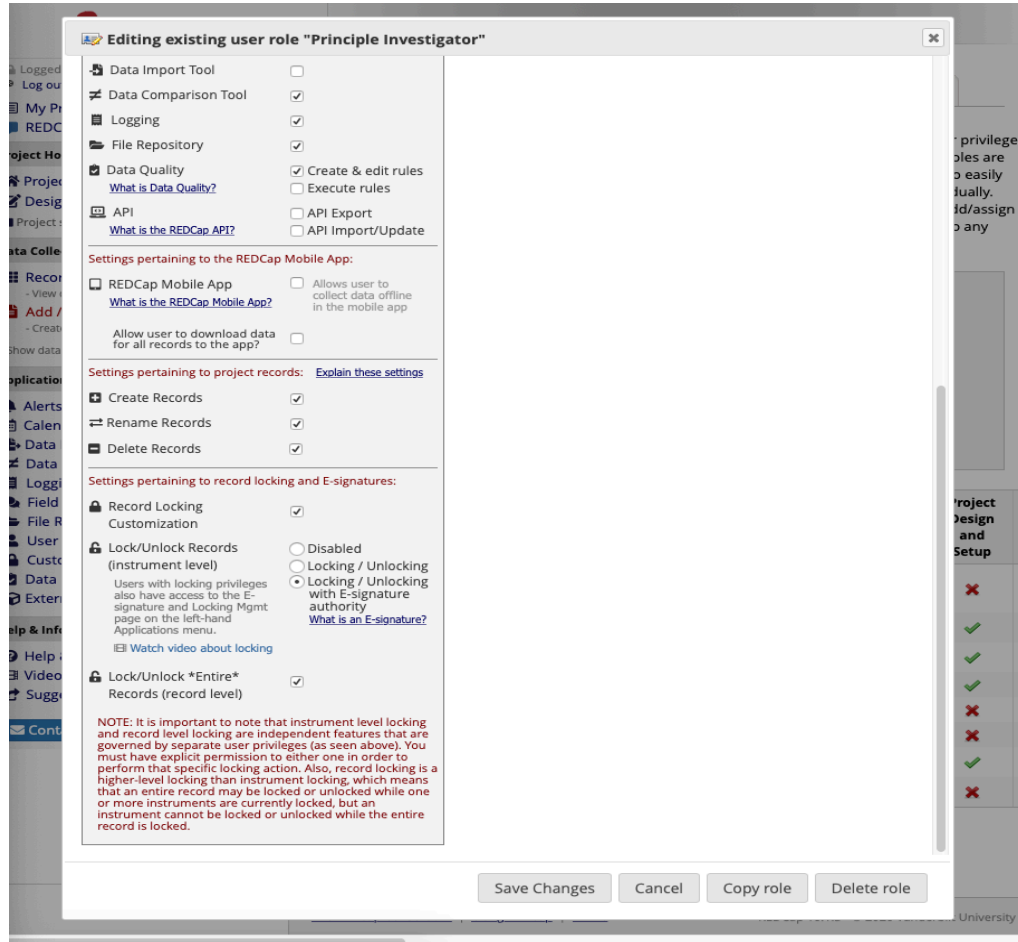 Editing existing user role "Principle Investigator"
Data Import Tool
Data Comparison Tool
Logging
File Repository
Data Quality
Create & edit rules
What is Data Quality?
Execute rules
API
API Export
What is the REDCap API?
API Import/Update
Settings pertaining to the REDCap Mobile App:
REDCap Mobile App
What is the REDCap Mobile App?
Allows user to
collect data offline
in the mobile app
Allow user to download data
for all records to the app?
Settings pertaining to project records: Explain these settings
Create Records
Rename Records
Delete Records
Settings pertaining to record locking and E-signatures:
Record Locking
Customization
Lock/Unlock Records
(instrument level)
Users with locking privileges
also have access to the E-
signature and Locking Mgmt
page on the left-hand
Applications menu.
Watch video about locking
Disabled
Locking / Unlocking
Locking / Unlocking
with E-signature
authority
What is an E-signature?
Lock/Unlock *Entire*
Records (record level)
NOTE: It is important to note that instrument level locking
and record level locking are independent features that are
governed by separate user privileges (as seen above). You
must have explicit permission to either one in order to
perform that specific locking action. Also, record locking is a
higher-level locking than instrument locking, which means
that an entire record may be locked or unlocked while one
or more instruments are currently locked, but an
instrument cannot be locked or unlocked while the entire
record is locked.
Save Changes
Cancel
Copy role
Delete role
Logged
Log ou
My Pr
REDC
roject Ho
Projec
Desig
Project s
ata Colle
Recor
- View
Add /
- Creat
how data
pplicatio
Alerts
Calen
Data
Data
Loggi
Field
File R
User
Custo
Data
Exter
elp & Info
Help
Video
Sugge
Cont
privilege
oles are
o easily
dually.
dd/assign
o any
Project
Design
and
Setup
University